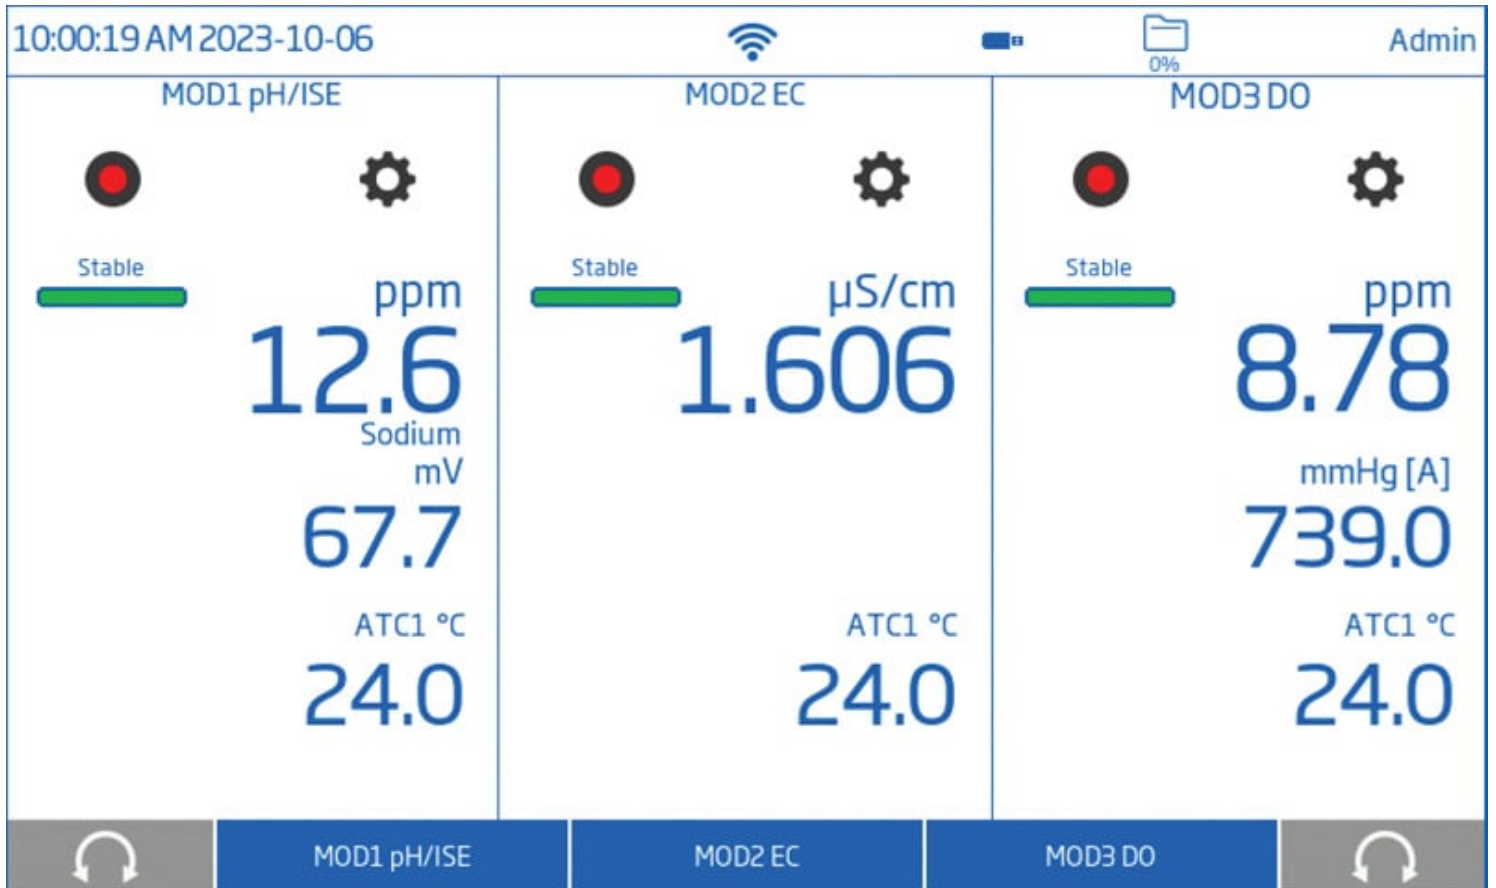 10:00:19 AM 2023-10-06
0%
Admin
MOD1 pH/ISE
Stable
ppm
12.6
Sodium
mV
67.7
ATC1 °C
24.0
MOD2 EC
Stable
µS/cm
1.606
ATC1 °C
24.0
MOD3 DO
Stable
ppm
8.78
mmHg [A]
739.0
ATC1 °C
24.0
MOD1 pH/ISE
MOD2 EC
MOD3 DO